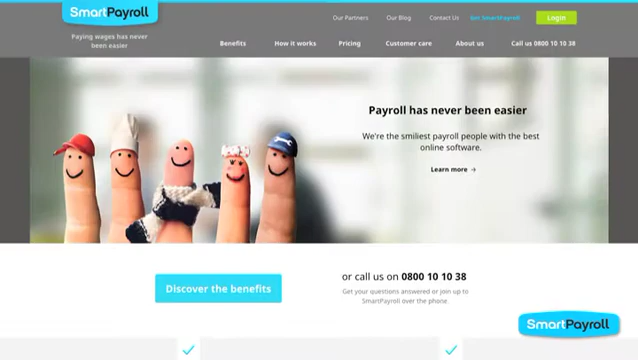 SmartPayroll
Paying wages has never
been easier
Our Partners Our Blog Contact Us Get SmartPayroll Login
Benefits How it works Pricing Customer care About us Call us 0800 10 10 38
Payroll has never been easier
We're the smiliest payroll people with the best
online software.
Learn more →
Discover the benefits
or call us on 0800 10 10 38
Get your questions answered or join up to
SmartPayroll over the phone.
SmartPayroll